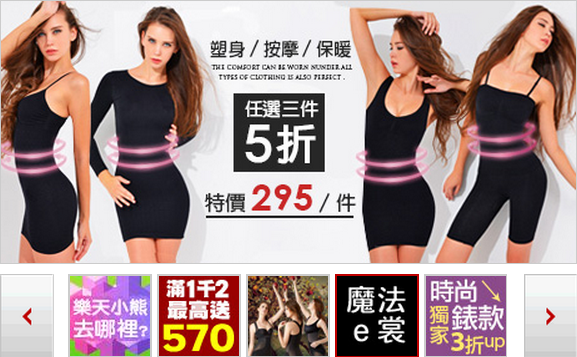 塑身/按摩/保暖
THE COMFORT CAN BE WORN NUNDER ALL
TYPES OF CLOTHING IS ALSO PERFECT .
任選三件
5折
特價 295/件
樂天小熊
去哪裡?
滿1千2
最高送
570
魔法
e裳
時尚
獨家
錶款
3折up